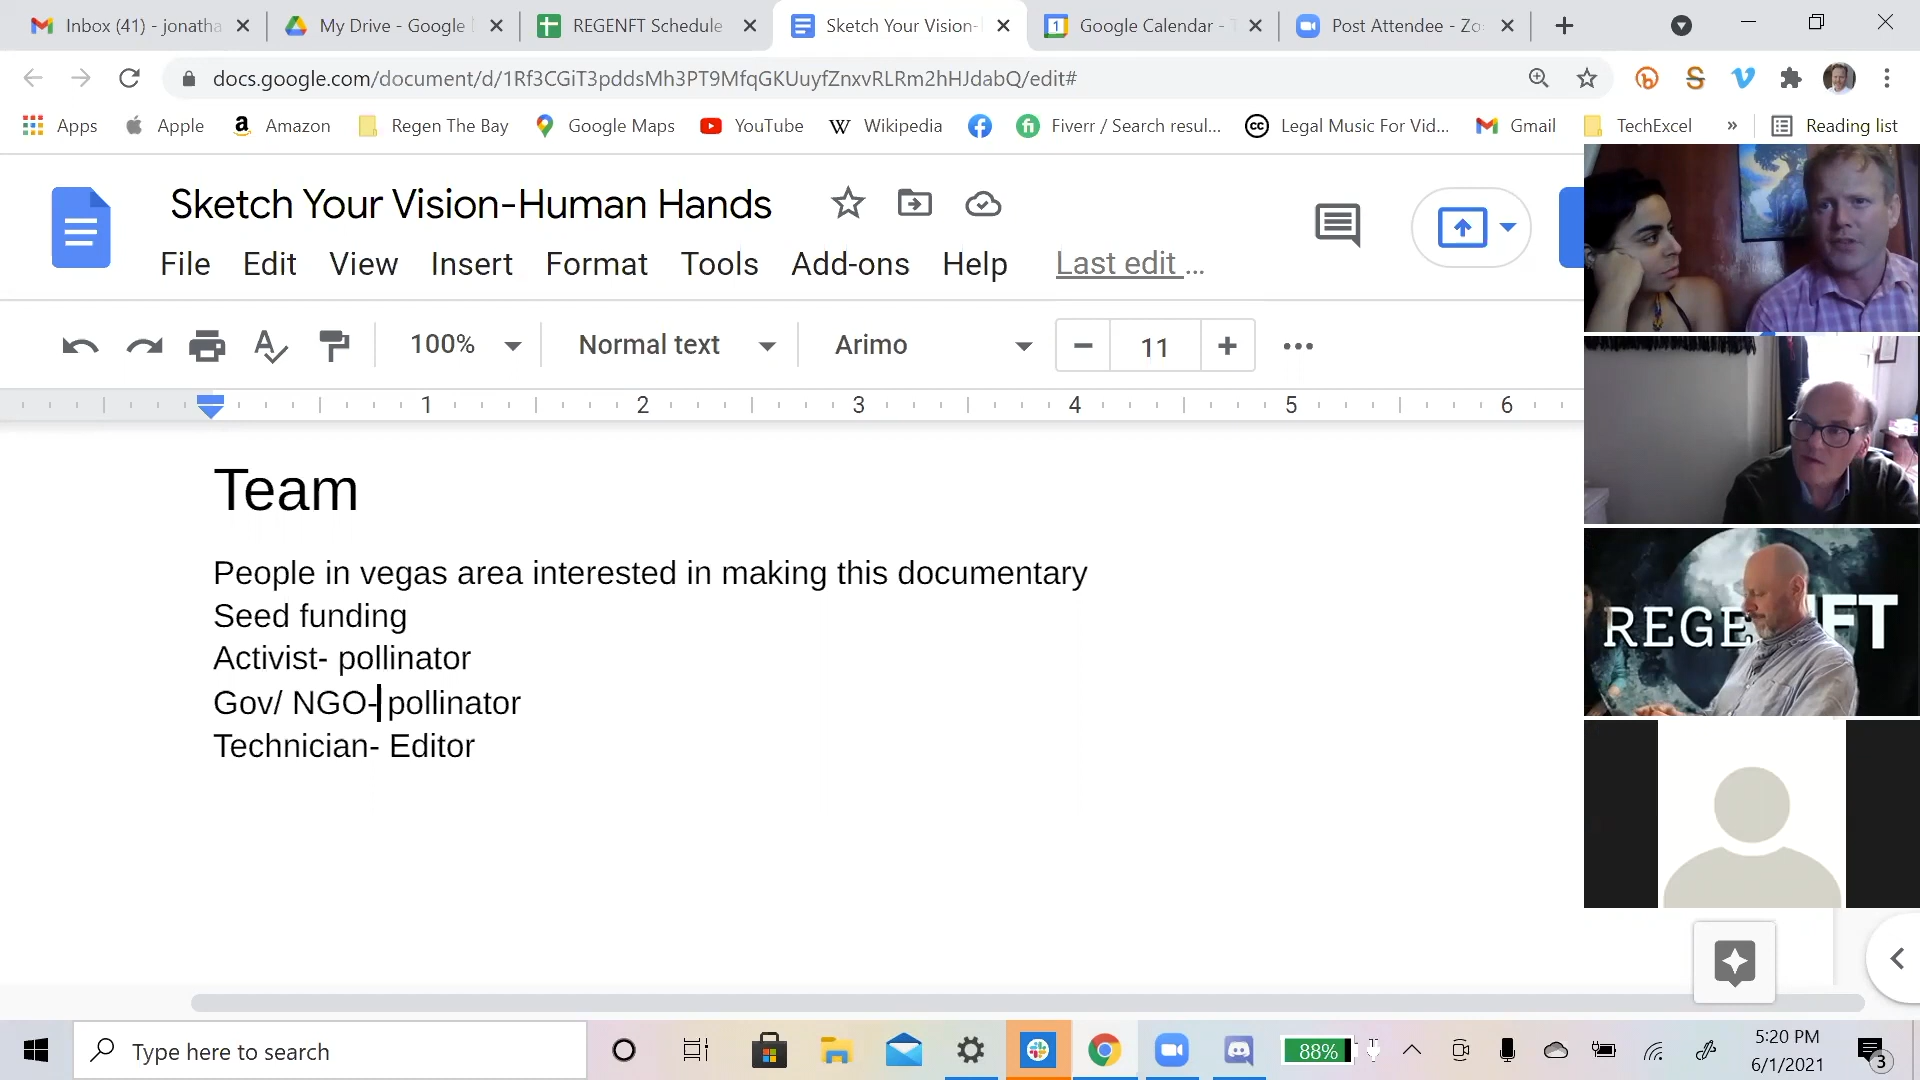 Inbox (41) - jonatha
My Drive - Google
REGENFT Schedule
Sketch Your Vision-
Google Calendar -
Post Attendee - Zo
docs.google.com/document/d/1Rf3CGiT3pddsMh3PT9MfqGKUuyfZnxvRLRm2hHJdabQ/edit#
Apps
Apple
Amazon
Regen The Bay
Google Maps
YouTube
Wikipedia
Fiverr / Search resul...
Legal Music For Vid...
Gmail
TechExcel
»
Reading list
Sketch Your Vision-Human Hands
File Edit View Insert Format Tools Add-ons Help Last edit ...
100% Normal text Arimo 11
1 2 3 4 5 6
Team
People in vegas area interested in making this documentary
Seed funding
Activist- pollinator
Gov/ NGO- pollinator
Technician- Editor
REGE FT
Type here to search
88%
5:20 PM
6/1/2021
3